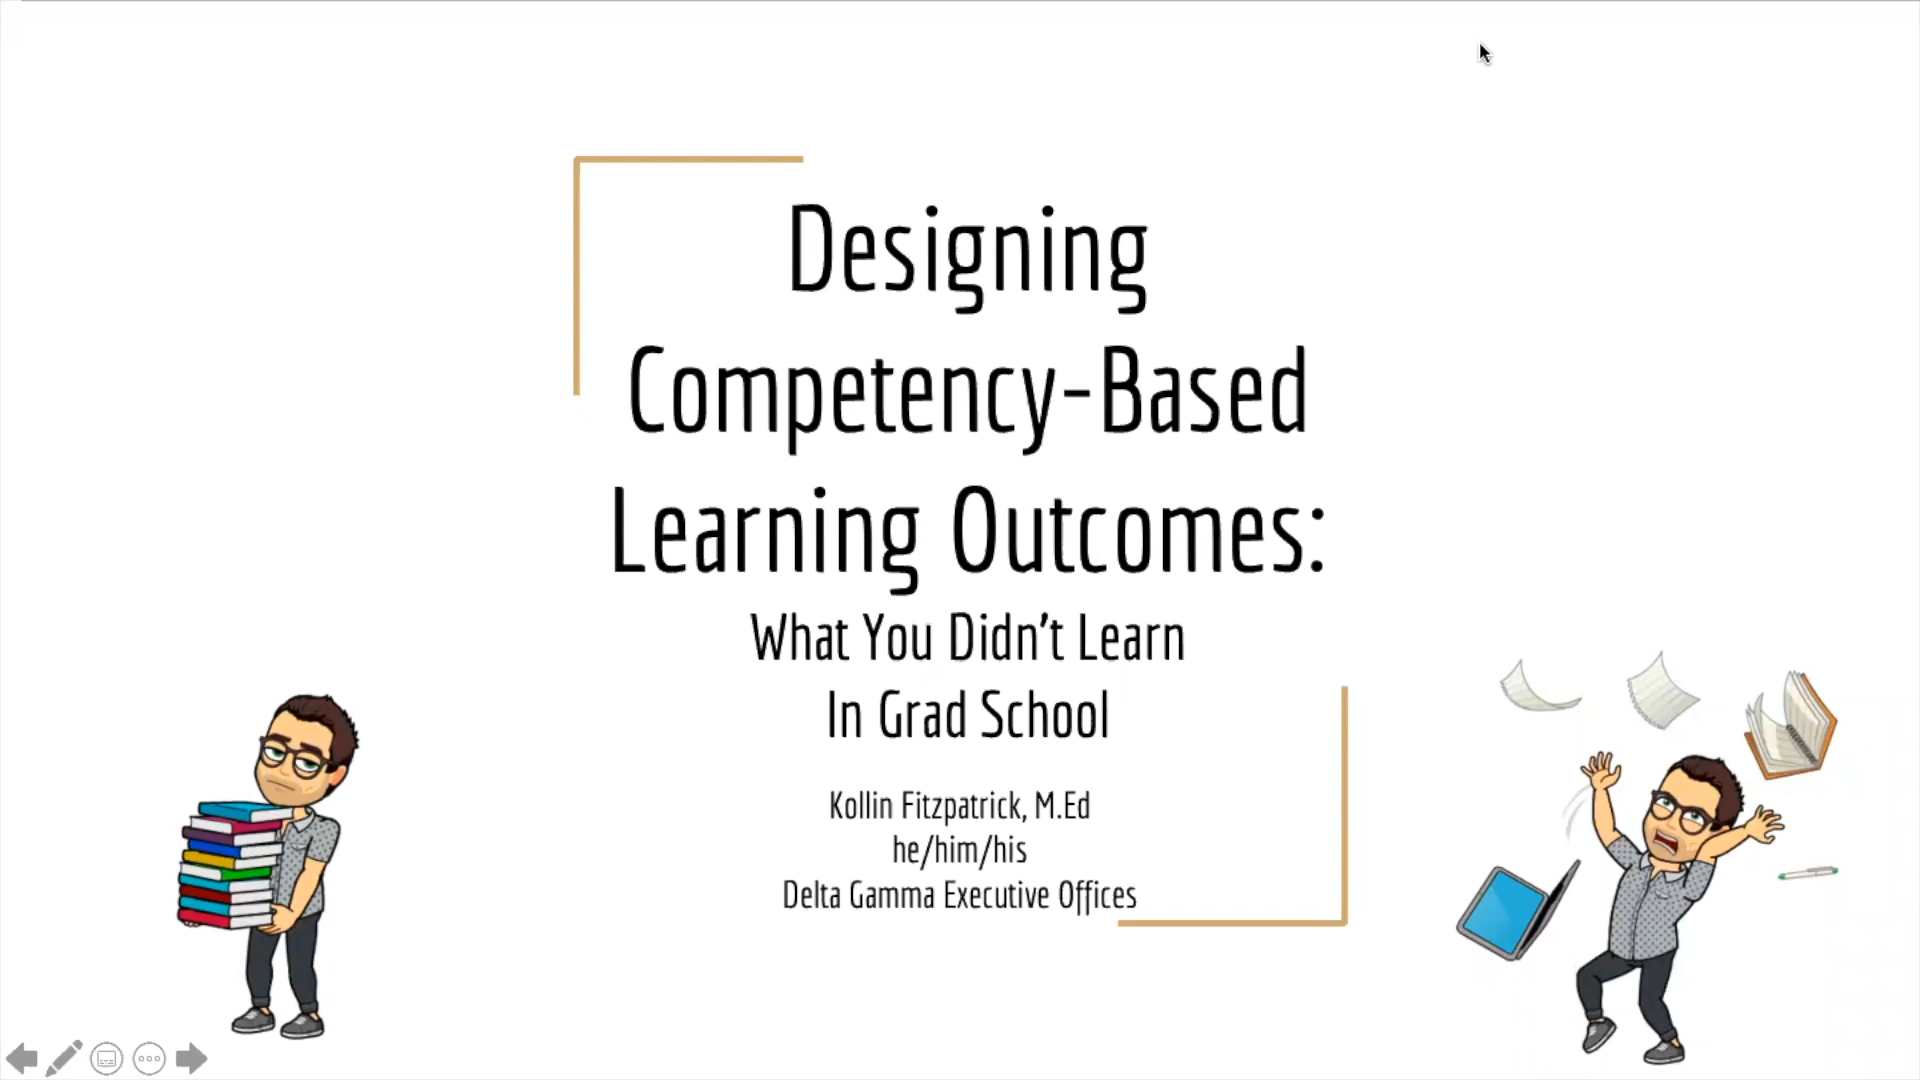 Designing
Competency-Based
Learning Outcomes:
What You Didn't Learn
In Grad School
Kollin Fitzpatrick, M.Ed
he/him/his
Delta Gamma Executive Offices